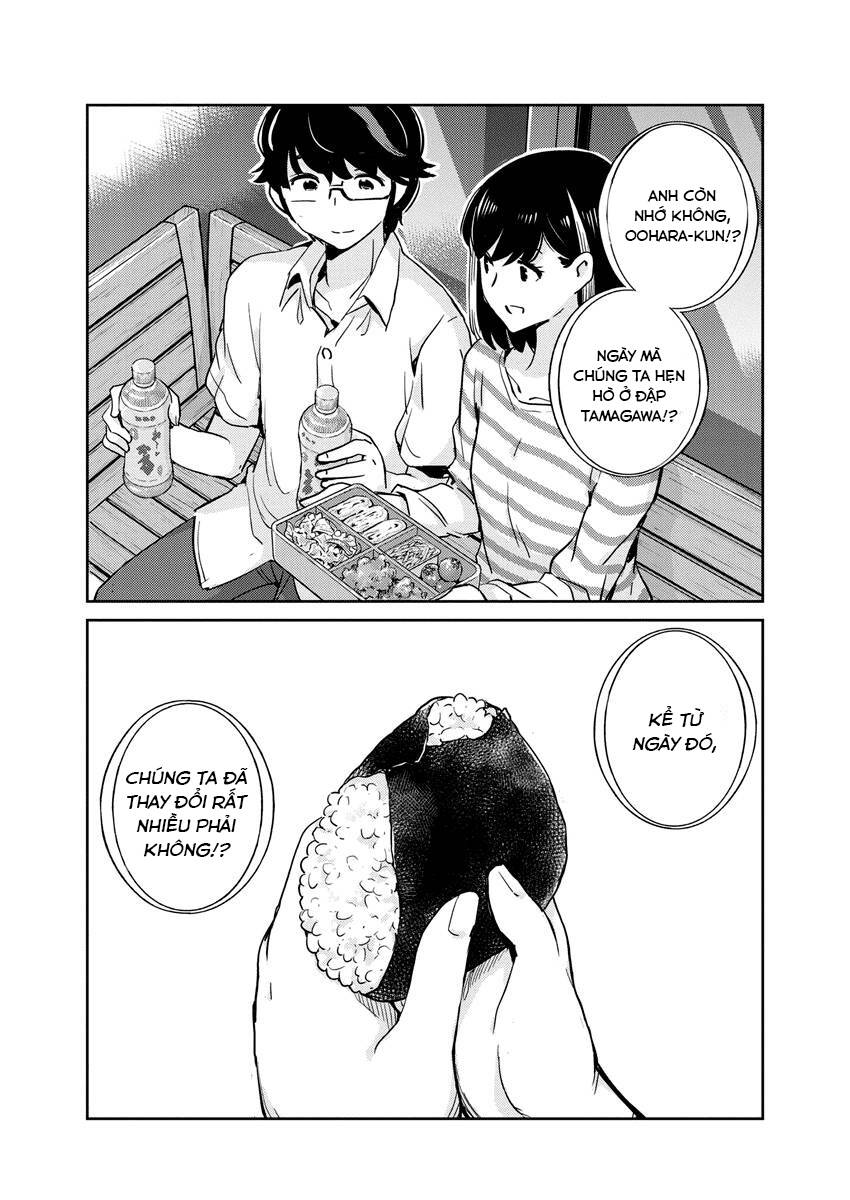 ANH CÒN
NHỚ KHÔNG,
OOHARA-KUN!?
NGÀY MÀ
CHÚNG TA HẸN
HÒ Ở ĐẬP
TAMAGAWA!?
KỂ TỪ
NGÀY ĐÓ,
CHÚNG TA ĐÃ
THAY ĐỔI RẤT
NHIỀU PHẢI
KHÔNG!?